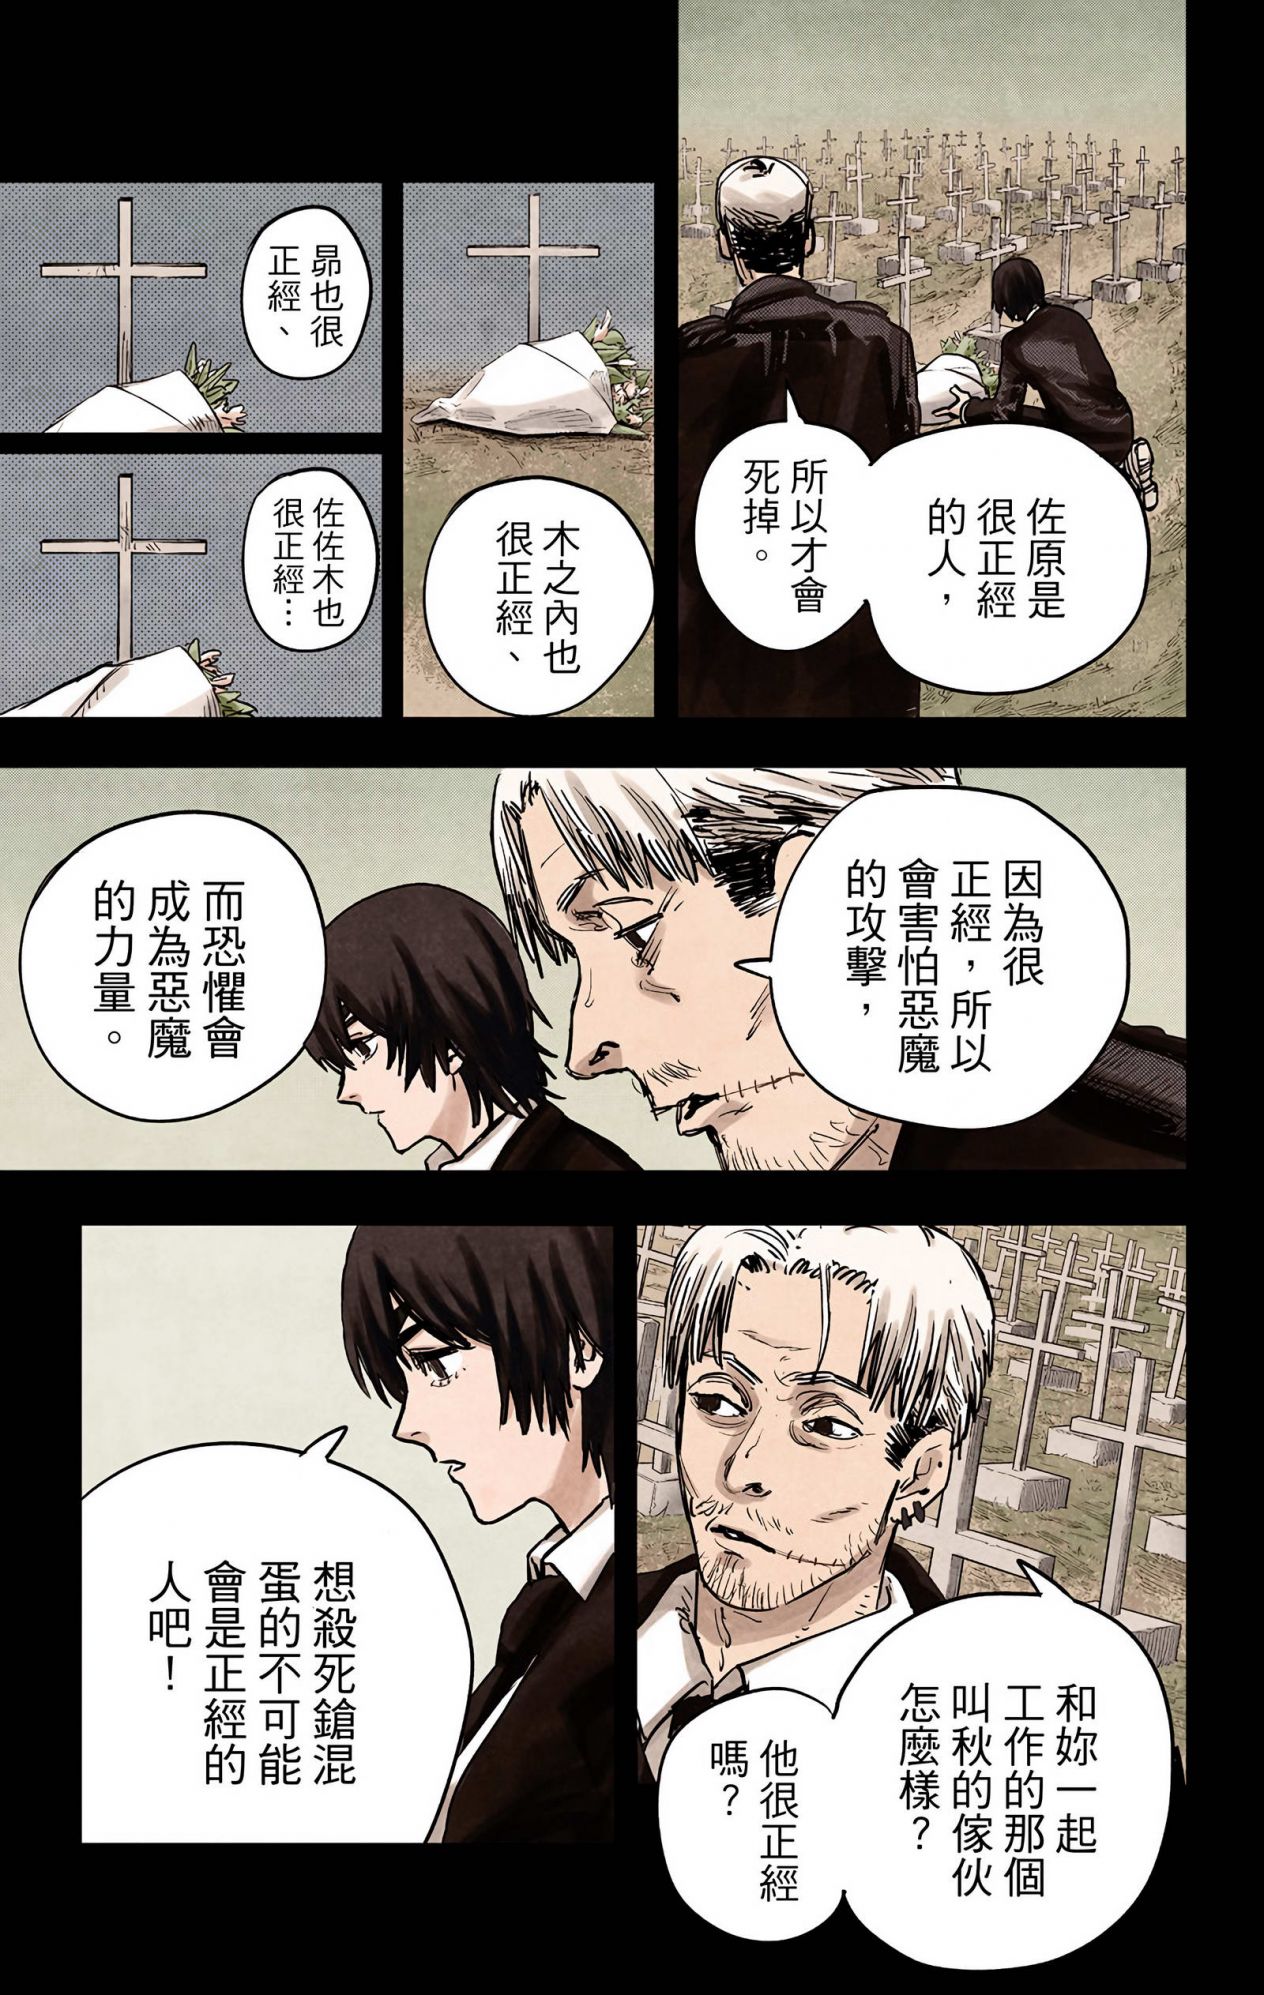 佐原是
很正經
的人，
所以才會
死掉。
木之內也
很正經、
昴也很
正經、
佐佐木也
很正經…
因為很
正經，所以
會害怕惡魔
的攻擊，
而恐懼會
成為惡魔
的力量。
和妳一起
工作的那個
叫秋的傢伙
怎麼樣？
他很正經
嗎？
想殺死鎗混
蛋的不可能
會是正經的
人吧！